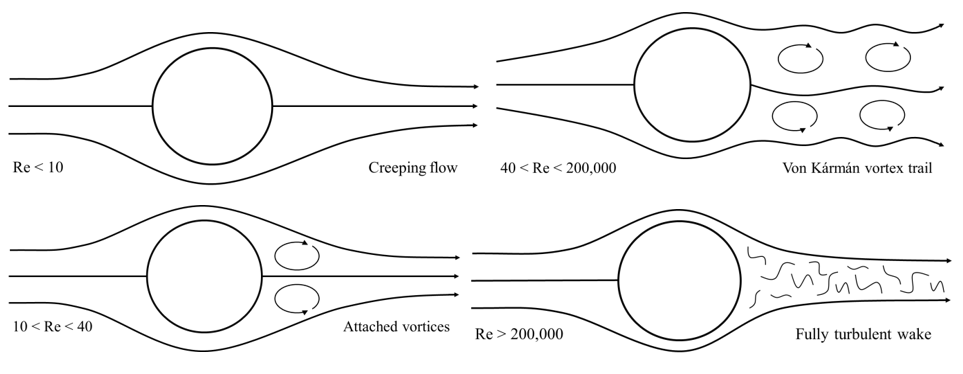 Re < 10
Creeping flow
40 < Re < 200,000
Von Kármán vortex trail
10 < Re < 40
Attached vortices
Re > 200,000
Fully turbulent wake